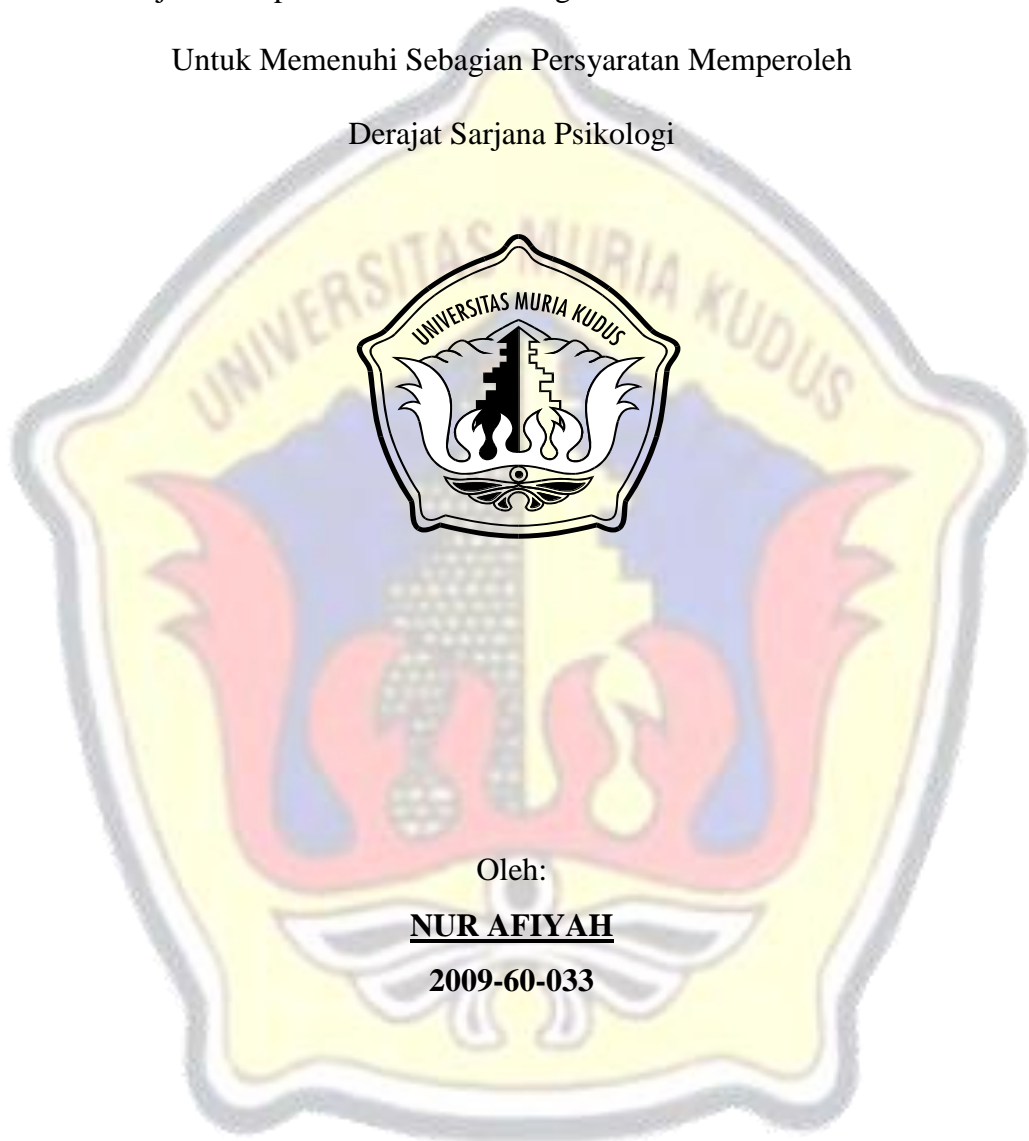 Untuk Memenuhi Sebagian Persyaratan Memperoleh
Derajat Sarjana Psikologi
UNIVERSITAS MURIA KUDUS
UNIVERSITAS MURIA KUDUS
Oleh:
NUR AFIYAH
2009-60-033